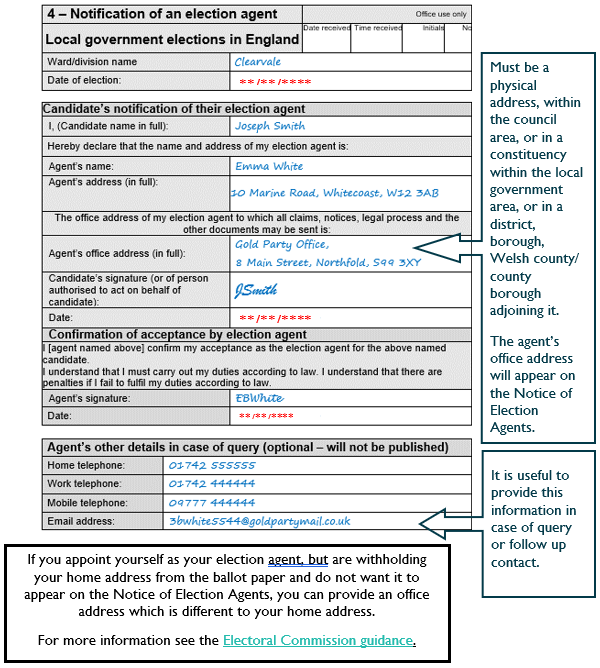 4 – Notification of an election agent
Office use only
Local government elections in England
Date received
Time received
Initials
No
Ward/division name
Clearvale
Date of election:
**/**/****
Candidate's notification of their election agent
I, (Candidate name in full):
Joseph Smith
Hereby declare that the name and address of my election agent is:
Agent's name:
Emma White
Agent's address (in full):
10 Marine Road, Whitecoast, W12 3AB
The office address of my election agent to which all claims, notices, legal process and the
other documents may be sent is:
Agent's office address (in full):
Gold Party Office,
8 Main Street, Northfold, S99 3XY
Candidate's signature (or of person
authorised to act on behalf of
candidate):
JSmith
Date:
**/**/****
Confirmation of acceptance by election agent
I [agent named above] confirm my acceptance as the election agent for the above named
candidate.
I understand that I must carry out my duties according to law. I understand that there are
penalties if I fail to fulfil my duties according to law.
Agent's signature:
EBWhite
Date:
**/**/****
Agent's other details in case of query (optional – will not be published)
Home telephone:
01742 555555
Work telephone:
01742 444444
Mobile telephone:
09777 444444
Email address:
3bwhite5544@goldpartymail.co.uk
Must be a
physical
address, within
the council
area, or in a
constituency
within the local
government
area, or in a
district,
borough,
Welsh county/
county
borough
adjoining it.
The agent's
office address
will appear on
the Notice of
Election
Agents.
It is useful to
provide this
information in
case of query
or follow up
contact.
If you appoint yourself as your election agent, but are withholding
your home address from the ballot paper and do not want it to
appear on the Notice of Election Agents, you can provide an office
address which is different to your home address.
For more information see the Electoral Commission guidance.